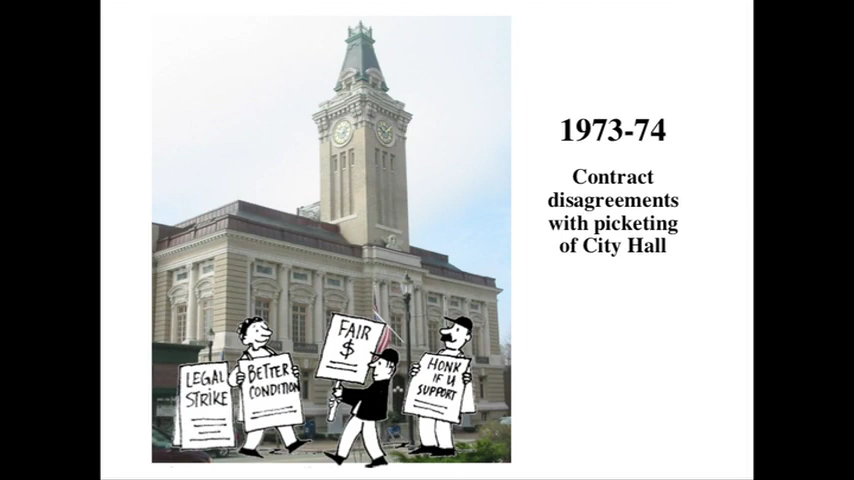 1973-74
Contract
disagreements
with picketing
of City Hall
LEGAL
STRIKE
BETTER
CONDITION
FAIR
$
HONK
IF U
SUPPORT